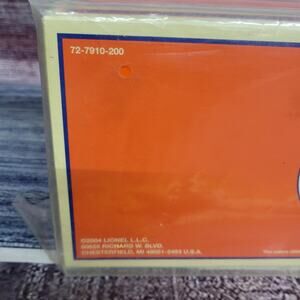 72-7910-200
©2004 LIONEL L.L.C.
50625 RICHARD W. BLVD.
CHESTERFIELD, MI 48051-2493 U.S.A.